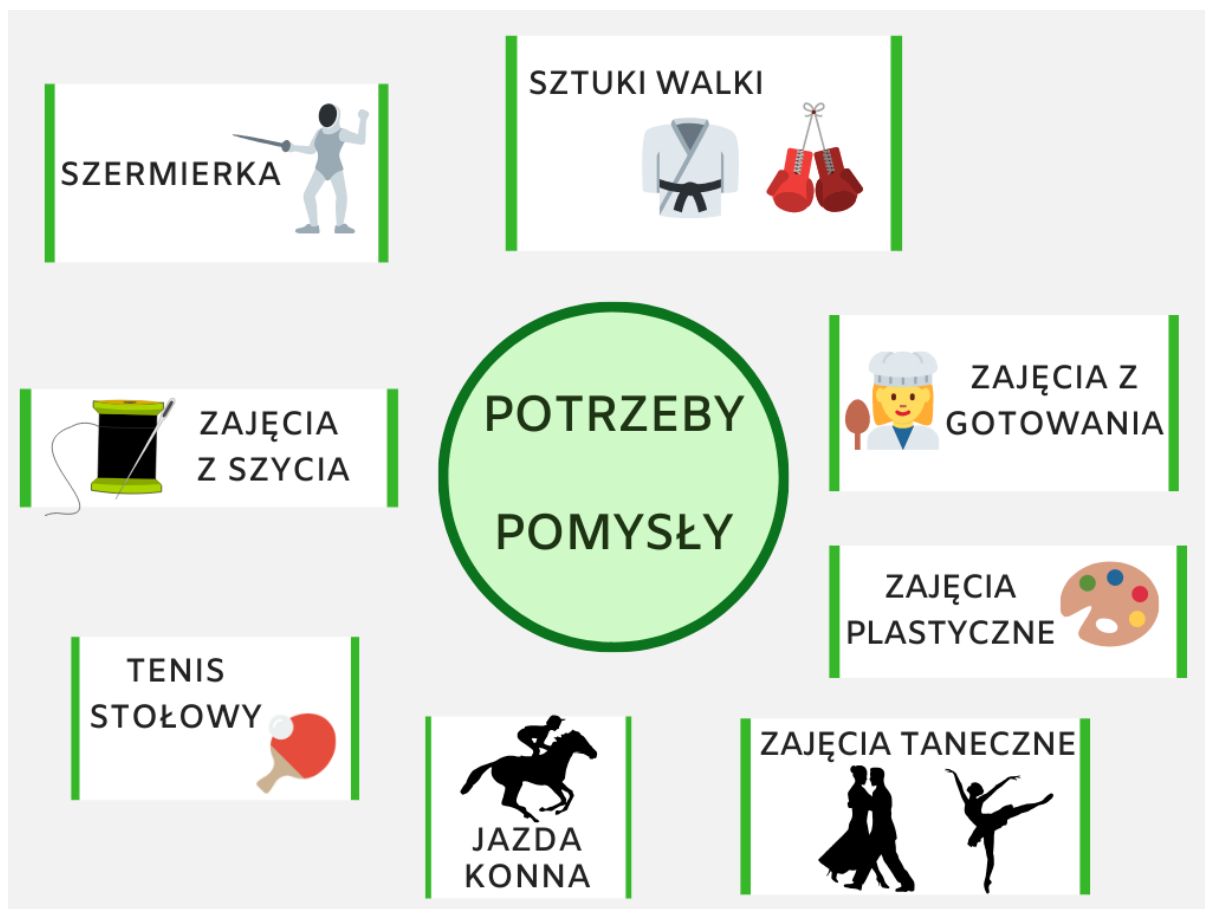 SZTUKI WALKI
SZERMIERKA
ZAJĘCIA Z
GOTOWANIA
POTRZEBY
POMYSŁY
ZAJĘCIA
Z SZYCIA
ZAJĘCIA
PLASTYCZNE
TENIS
STOŁOWY
JAZDA
KONNA
ZAJĘCIA TANECZNE